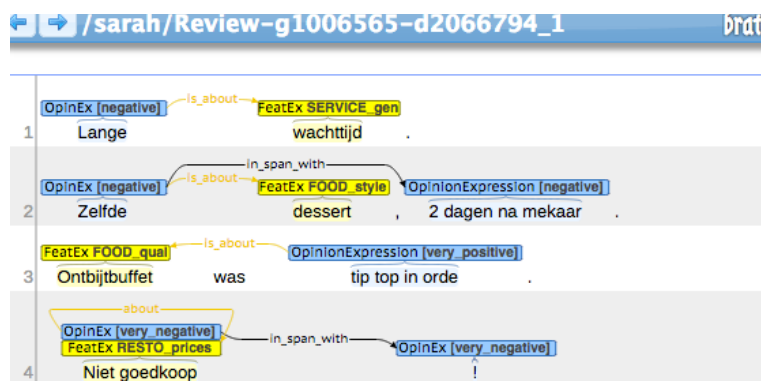 /sarah/Review-g1006565-d2066794_1 brat
is_about
OpinEx [negative] FeatEx SERVICE_gen
1 Lange wachttijd .
in_span_with
is_about
OpinEx [negative] FeatEx FOOD_style OpinionExpression [negative]
2 Zelfde dessert , 2 dagen na mekaar .
is_about
FeatEx FOOD_qual OpinionExpression [very_positive]
3 Ontbijtbuffet was tip top in orde .
about
OpinEx [very_negative] in_span_with
FeatEx RESTO_prices OpinEx [very_negative]
4 Niet goedkoop !